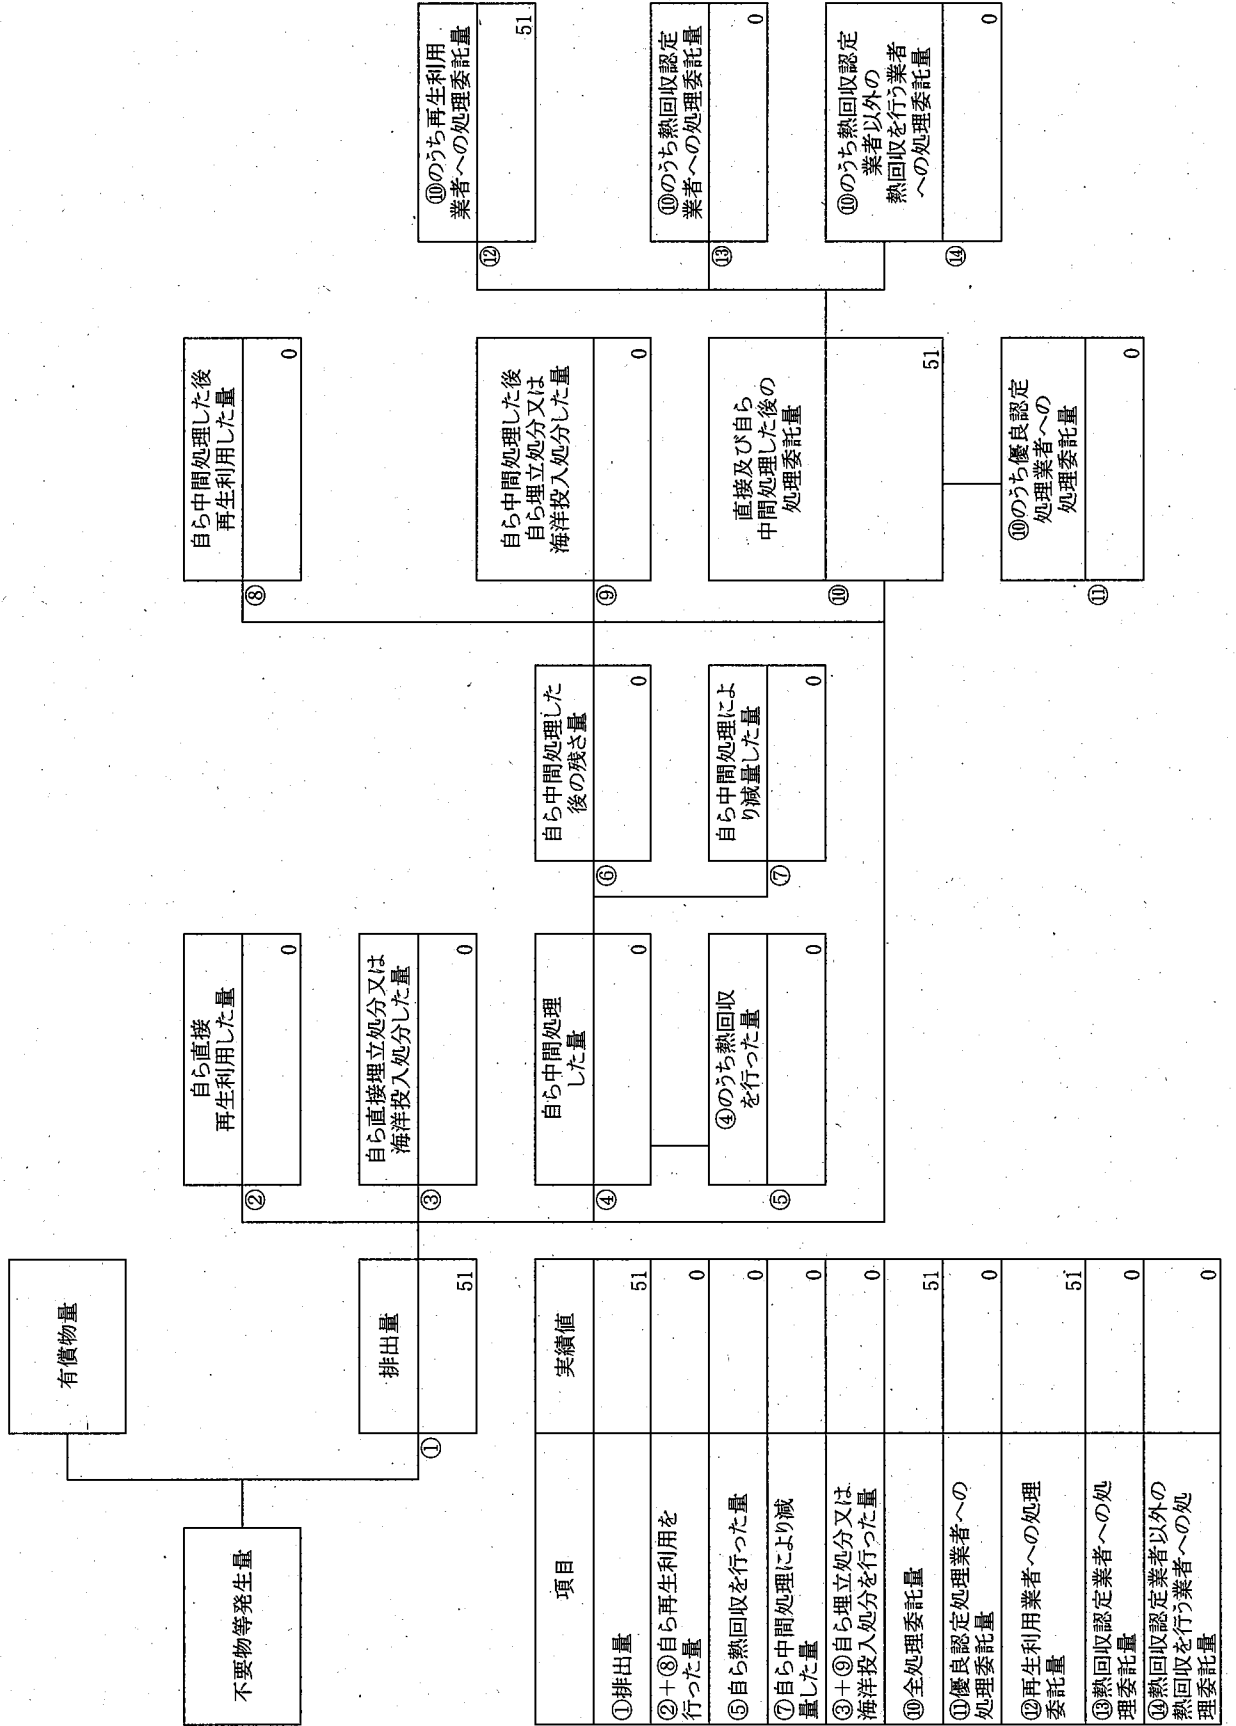 不要物等発生量
有償物量
①
排出量
51
②
自ら直接
再生利用した量
0
③
自ら直接埋立処分又は
海洋投入処分した量
0
④
自ら中間処理
した量
0
⑤
④のうち熱回収
を行った量
0
⑥
自ら中間処理した
後の残さ量
0
⑦
自ら中間処理によ
り減量した量
0
⑧
自ら中間処理した後
再生利用した量
0
⑨
自ら中間処理した後
自ら埋立処分又は
海洋投入処分した量
0
⑩
直接及び自ら
中間処理した後の
処理委託量
51
⑪
⑩のうち優良認定
処理業者への
処理委託量
0
⑫
⑩のうち再生利用
業者への処理委託量
51
⑬
⑩のうち熱回収認定
業者への処理委託量
0
⑭
⑩のうち熱回収認定
業者以外の
熱回収を行う業者
への処理委託量
0
項目 実績値
①排出量 51
②+⑧自ら再生利用を
行った量 0
⑤自ら熱回収を行った量 0
⑦自ら中間処理により減
量した量 0
③+⑨自ら埋立処分又は
海洋投入処分を行った量 0
⑩全処理委託量 51
⑪優良認定処理業者への
処理委託量 0
⑫再生利用業者への処理
委託量 51
⑬熱回収認定業者への処
理委託量 0
⑭熱回収認定業者以外の
熱回収を行う業者への処
理委託量 0